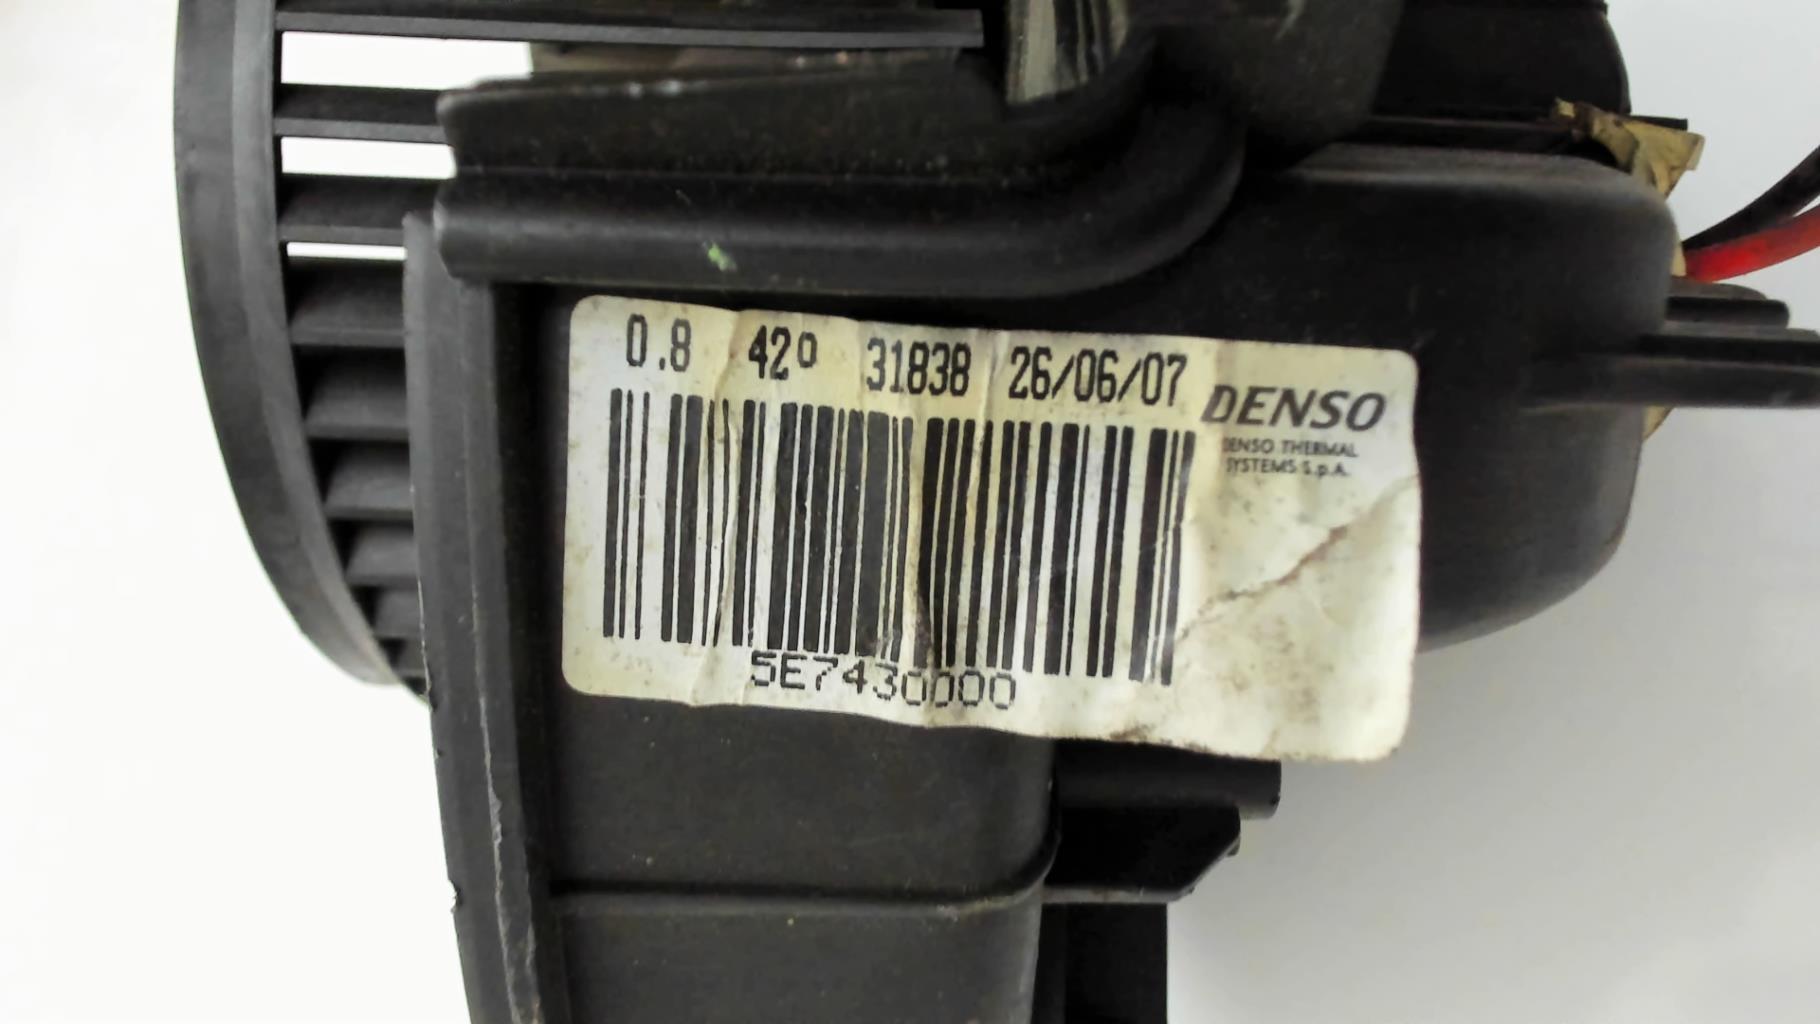 0.8 42º 31838 26/06/07
DENSO
DENSO THERMAL
SYSTEMS S.p.A.
5E7430000